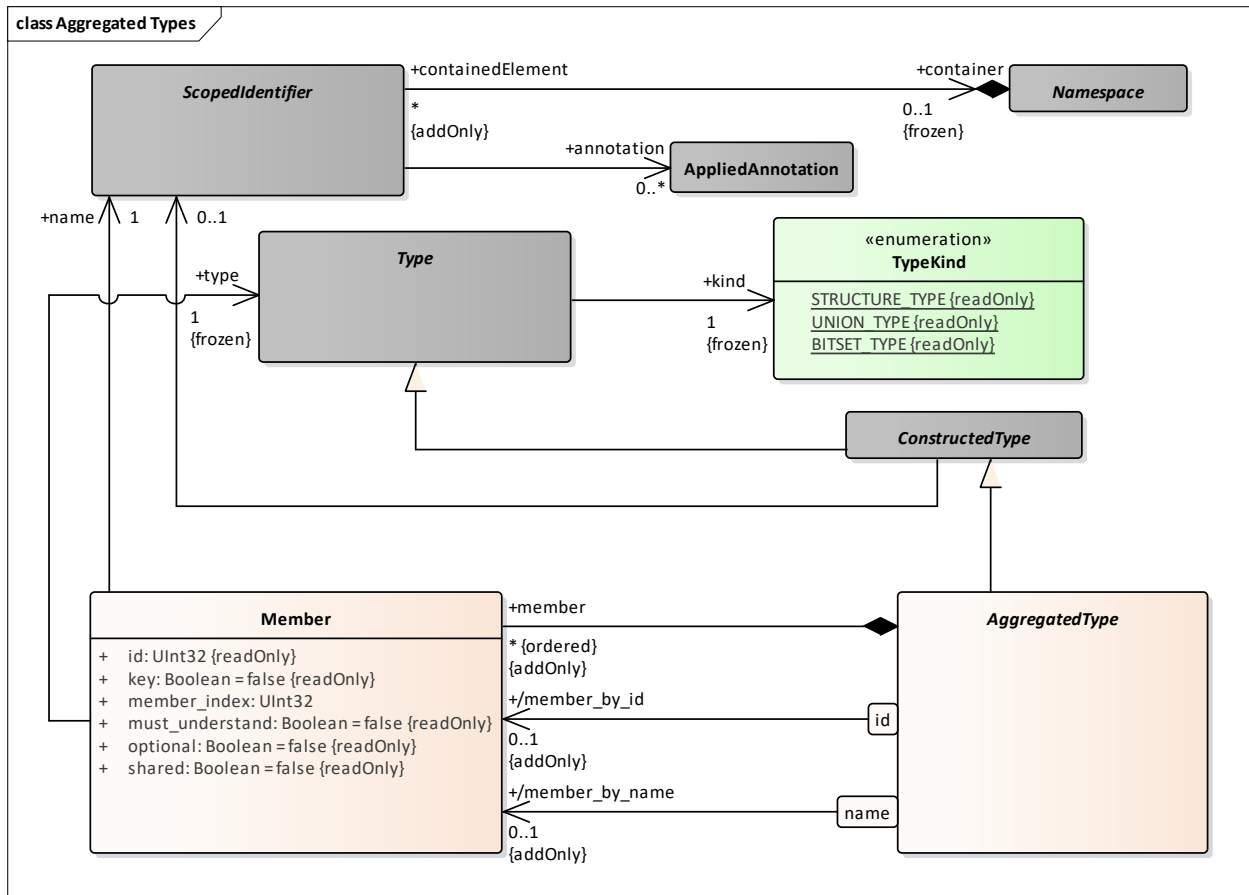 class Aggregated Types
ScopedIdentifier
+containedElement
*
{addOnly}
+container
0..1
{frozen}
Namespace
+annotation
0..*
AppliedAnnotation
+name
1
0..1
Type
+type
1
{frozen}
+kind
1
{frozen}
«enumeration»
TypeKind
STRUCTURE_TYPE {readOnly}
UNION_TYPE {readOnly}
BITSET_TYPE {readOnly}
ConstructedType
Member
+ id: UInt32 {readOnly}
+ key: Boolean = false {readOnly}
+ member_index: UInt32
+ must_understand: Boolean = false {readOnly}
+ optional: Boolean = false {readOnly}
+ shared: Boolean = false {readOnly}
+member
* {ordered}
{addOnly}
+/member_by_id
0..1
{addOnly}
+/member_by_name
0..1
{addOnly}
AggregatedType
id
name